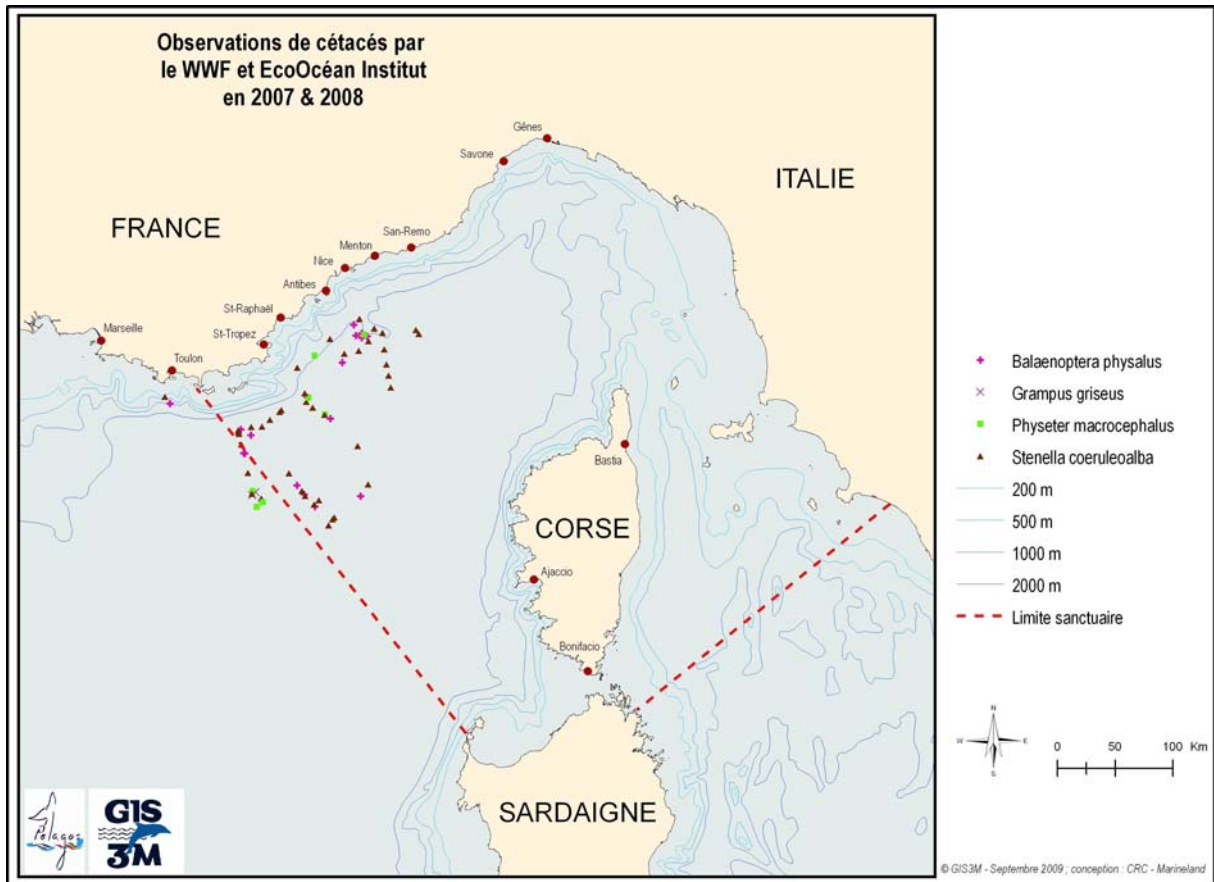 Observations de cétacés par
le WWF et EcoOcéan Institut
en 2007 & 2008
Gênes
Savone
ITALIE
FRANCE
San-Remo
Menton
Nice
Antibes
St-Raphaël
St-Tropez
Marseille
Toulon
Bastia
CORSE
Ajaccio
Bonifacio
SARDAIGNE
Balaenoptera physalus
Grampus griseus
Physeter macrocephalus
Stenella coeruleoalba
200 m
500 m
1000 m
2000 m
Limite sanctuaire
N
W E
S
0 50 100 Km
Pelagos
GIS
3M
© GIS3M - Septembre 2009 ; conception : CRC - Marineland